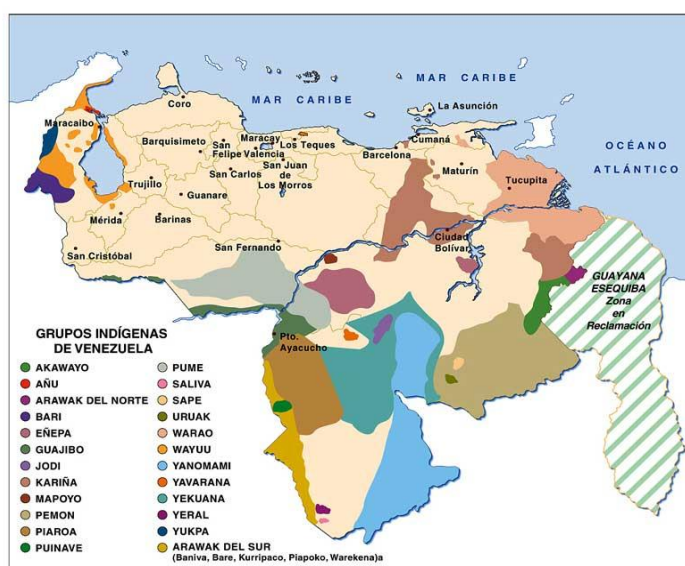 MAR CARIBE
MAR CARIBE
OCÉANO
ATLÁNTICO
Coro
La Asunción
Maracaibo
Barquisimeto
San
Felipe
Valencia
Maracay
Los Teques
Cumaná
Barcelona
Maturín
Tucupita
San Carlos
San Juan
de
Los Morros
Trujillo
Guanare
Mérida
Barinas
San Cristóbal
San Fernando
Ciudad
Bolívar
Pto.
Ayacucho
GUAYANA
ESEQUIBA
Zona
en
Reclamación
GRUPOS INDÍGENAS
DE VENEZUELA
AKAWAYO
AÑU
ARAWAK DEL NORTE
BARI
EÑEPA
GUAJIBO
JODI
KARIÑA
MAPOYO
PEMON
PIAROA
PUINAVE
PUME
SALIVA
SAPE
URUAK
WARAO
WAYUU
YANOMAMI
YAVARANA
YEKUANA
YERAL
YUKPA
ARAWAK DEL SUR
(Baniva, Bare, Kurripaco, Piapoko, Warekena)a